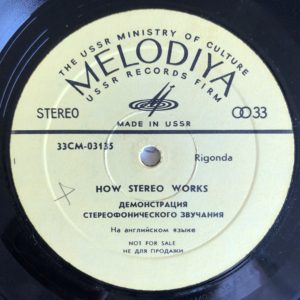 THE USSR MINISTRY OF CULTURE
MELODIYA
USSR RECORDS FIRM
STEREO
33
MADE IN USSR
33СМ-03135
Rigonda
HOW STEREO WORKS
ДЕМОНСТРАЦИЯ
СТЕРЕОФОНИЧЕСКОГО ЗВУЧАНИЯ
На английском языке
NOT FOR SALE
НЕ ДЛЯ ПРОДАЖИ